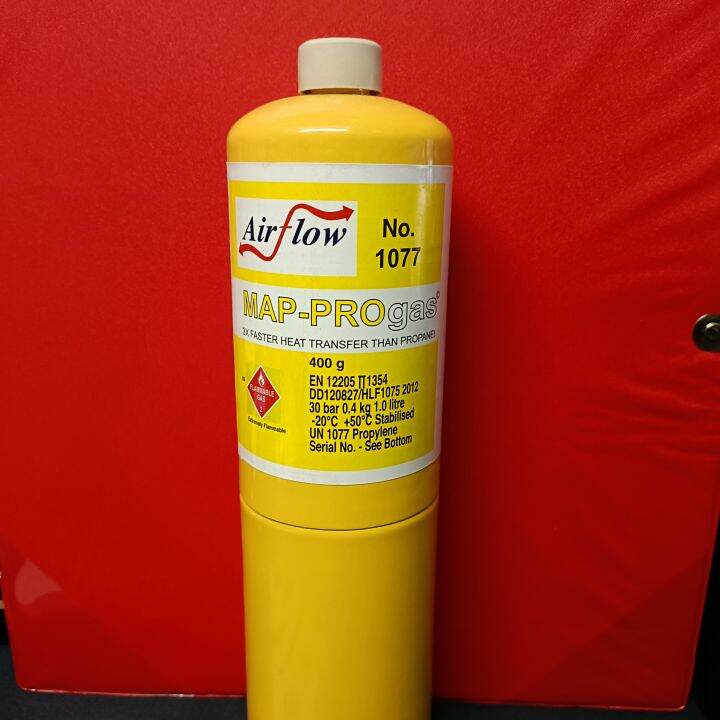 Airflow
No.
1077
MAP-PROgas
3X FASTER HEAT TRANSFER THAN PROPANE!
400 g
EN 12205 Π1354
DD120827/HLF1075 2012
30 bar 0.4 kg 1.0 litre
-20°C +50°C Stabilised
UN 1077 Propylene
Serial No. - See Bottom
FLAMMABLE
GAS
2
Extremely Flammable